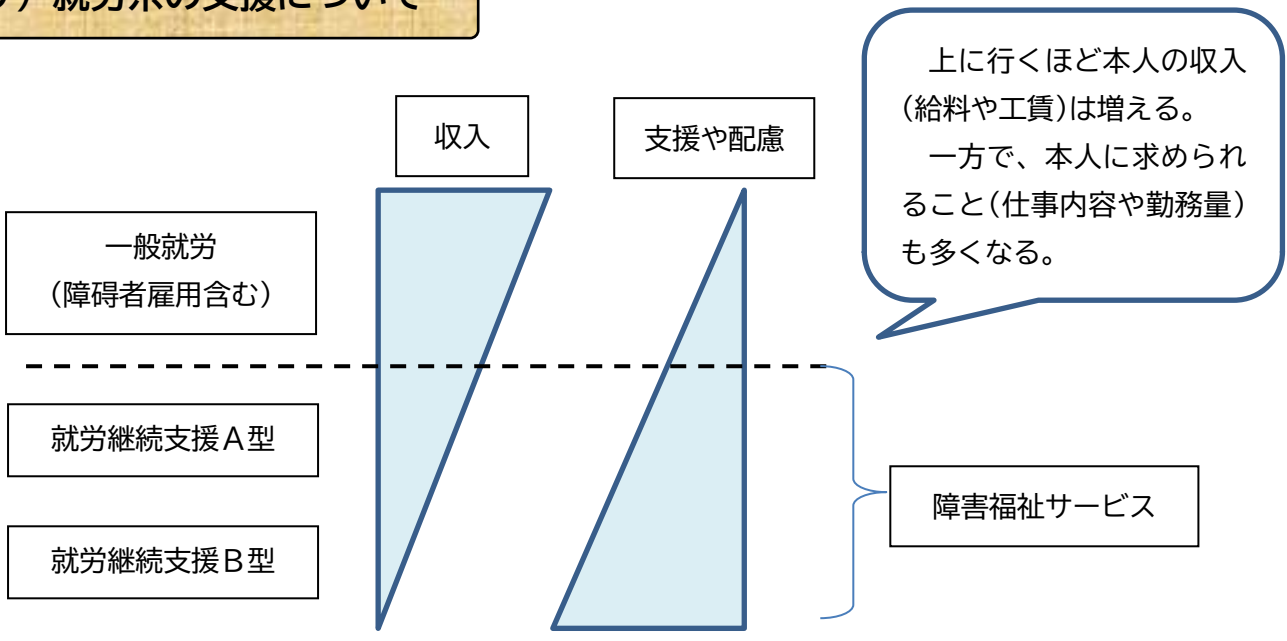 ）就労系の支援について
上に行くほど本人の収入
（給料や工賃）は増える。
一方で、本人に求められ
ること（仕事内容や勤務量）
も多くなる。
収入
支援や配慮
一般就労
（障碍者雇用含む）
就労継続支援Ａ型
就労継続支援Ｂ型
障害福祉サービス